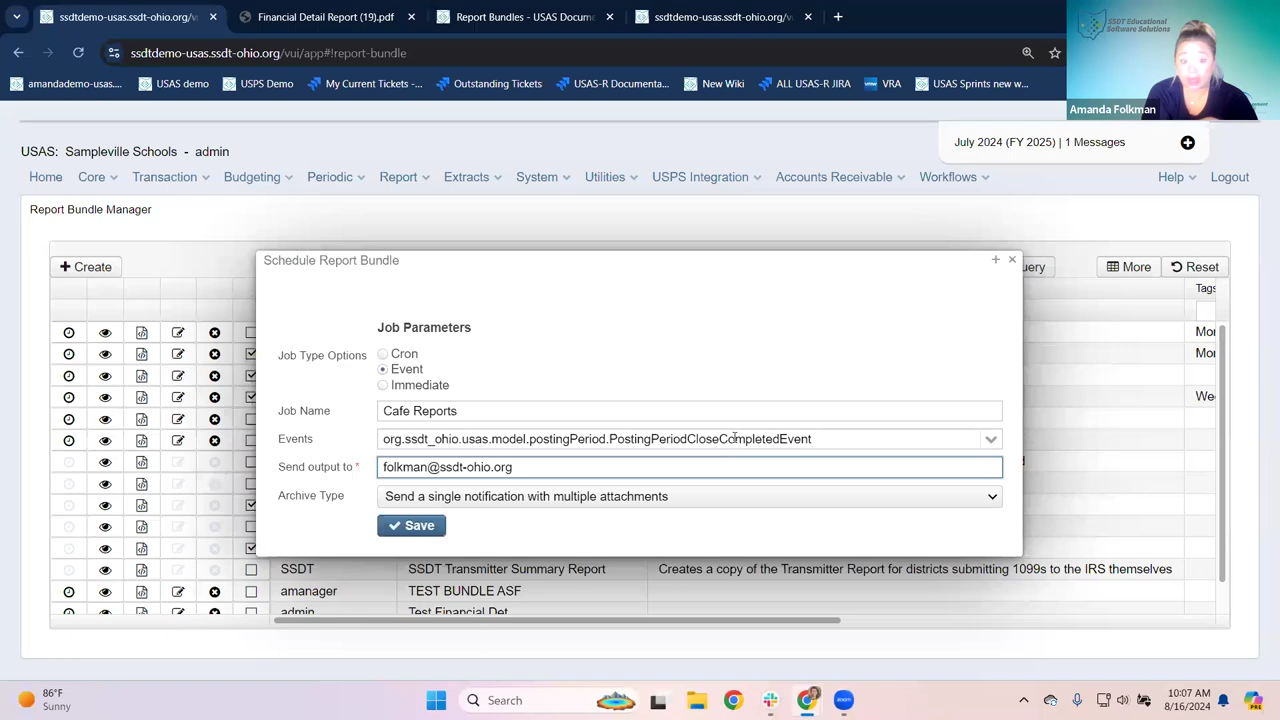 ssdtdemo-usas.ssdt-ohio.org/v
Financial Detail Report (19).pdf
Report Bundles - USAS Docum
ssdtdemo-usas.ssdt-ohio.org/v
SSDT Educational
Software Solutions
ssdtdemo-usas.ssdt-ohio.org/vui/app#!report-bundle
amandademo-usas....
USAS demo
USPS Demo
My Current Tickets -...
Outstanding Tickets
USAS-R Documenta...
New Wiki
ALL USAS-R JIRA
VRA
USAS Sprints new w...
Amanda Folkman
USAS: Sampleville Schools - admin
July 2024 (FY 2025) | 1 Messages
Home Core Transaction Budgeting Periodic Report Extracts System Utilities USPS Integration Accounts Receivable Workflows Help Logout
Report Bundle Manager
Create
Schedule Report Bundle
uery
More
Reset
Tags
Job Parameters
Job Type Options
Cron
Event
Immediate
Mor
Mor
Wee
Job Name Cafe Reports
Events org.ssdt_ohio.usas.model.postingPeriod.PostingPeriodCloseCompletedEvent
Send output to * folkman@ssdt-ohio.org
Archive Type Send a single notification with multiple attachments
Save
SSDT SSDT Transmitter Summary Report Creates a copy of the Transmitter Report for districts submitting 1099s to the IRS themselves
amanager TEST BUNDLE ASF
admin Test Financial Det
86°F
Sunny
Search
10:07 AM
8/16/2024
PRE